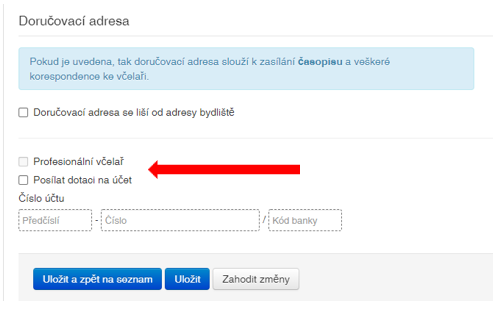 Doručovací adresa
Pokud je uvedena, tak doručovací adresa slouží k zasílání časopisu a veškeré
korespondence ke včelaři.
Doručovací adresa se liší od adresy bydliště
Profesionální včelař
Posílat dotaci na účet
Číslo účtu
Předčíslí - Číslo / Kód banky
Uložit a zpět na seznam Uložit Zahodit změny